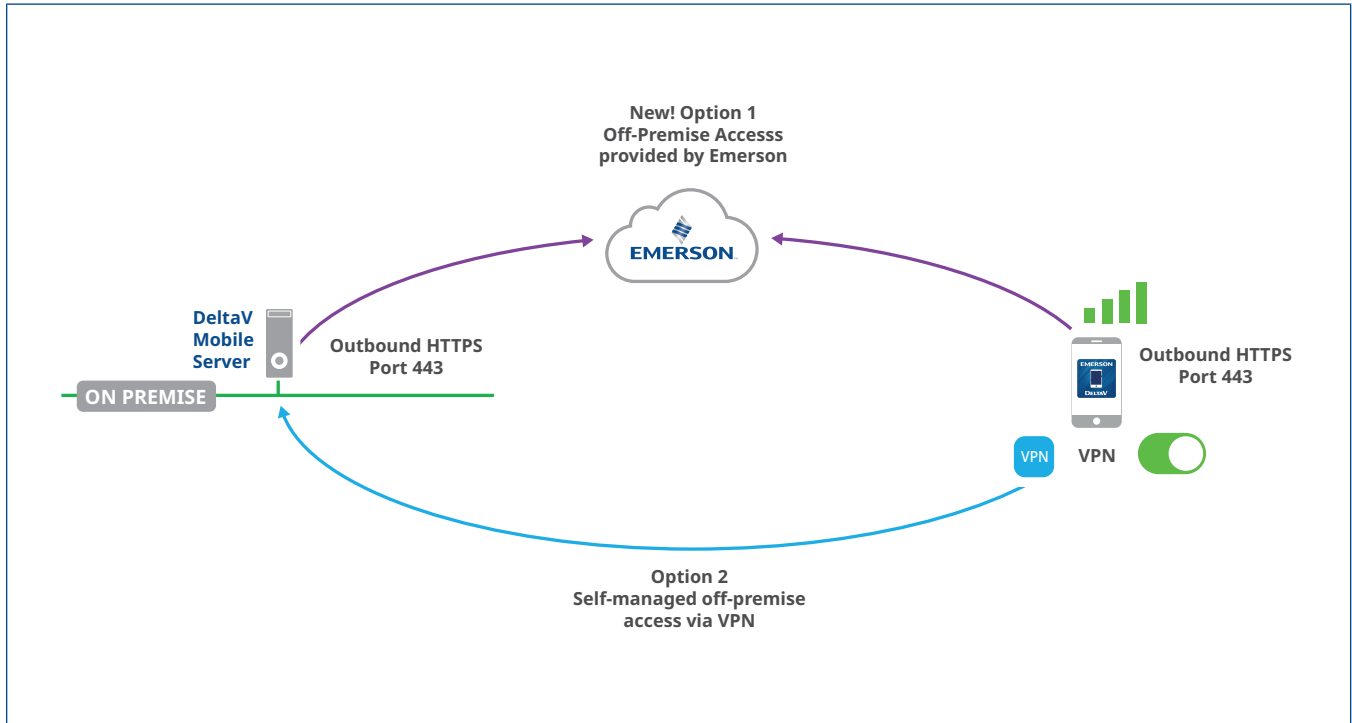 New! Option 1
Off-Premise Accesss
provided by Emerson
EMERSON
DeltaV
Mobile
Server
Outbound HTTPS
Port 443
ON PREMISE
EMERSON
DELTAV
Outbound HTTPS
Port 443
VPN
VPN
Option 2
Self-managed off-premise
access via VPN